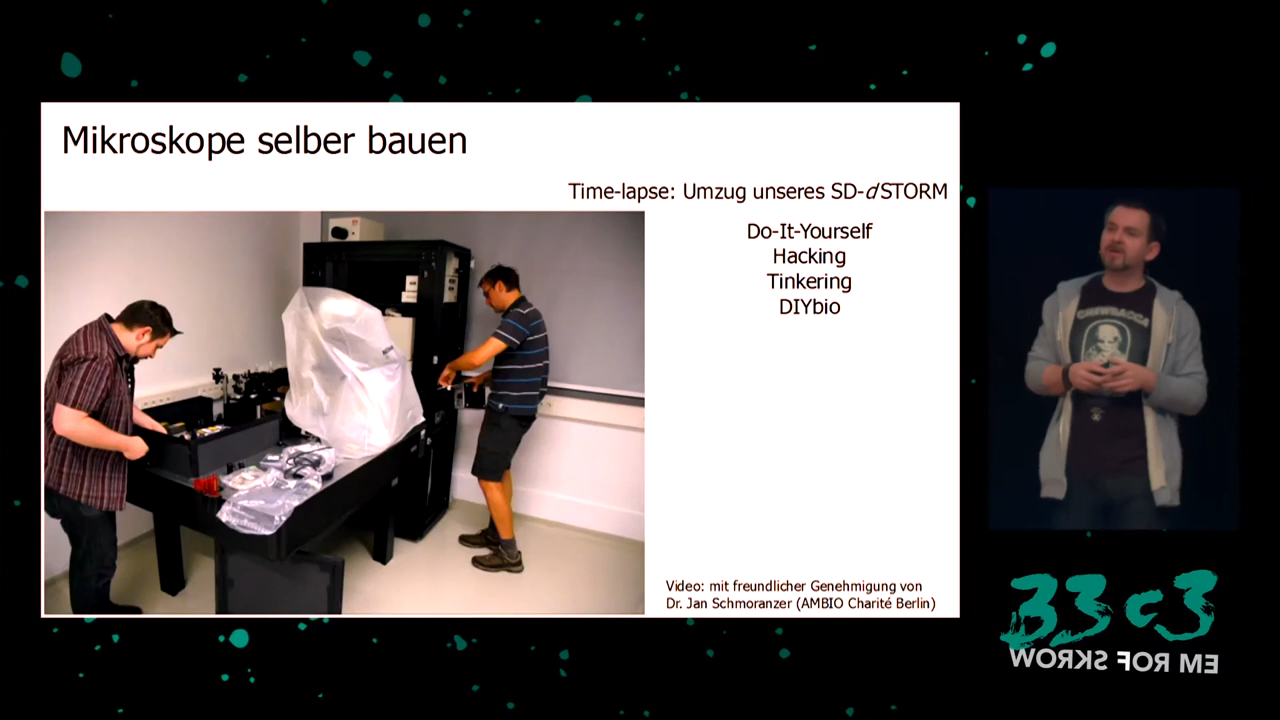 Mikroskope selber bauen
Time-lapse: Umzug unseres SD-dSTORM
Do-It-Yourself
Hacking
Tinkering
DIYbio
Video: mit freundlicher Genehmigung von
Dr. Jan Schmoranzer (AMBIO Charité Berlin)
CHEWBACCA
33c3
WORKS FOR ME